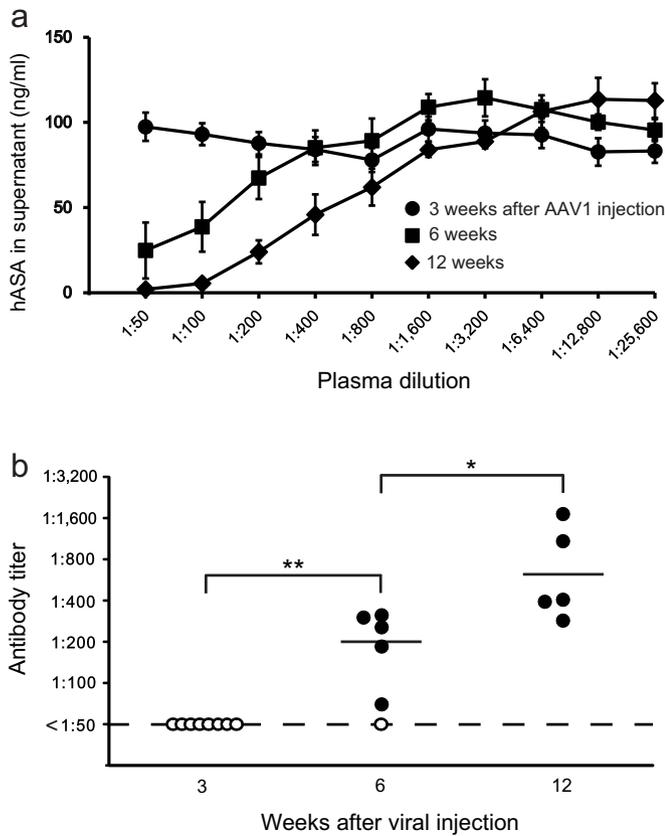 a
150
100
50
0
hASA in supernatant (ng/ml)
3 weeks after AAV1 injection
6 weeks
12 weeks
1:50
1:100
1:200
1:400
1:800
1:1,600
1:3,200
1:6,400
1:12,800
1:25,600
Plasma dilution
b
1:3,200
1:1,600
1:800
1:400
1:200
1:100
< 1:50
Antibody titer
**
*
3
6
12
Weeks after viral injection